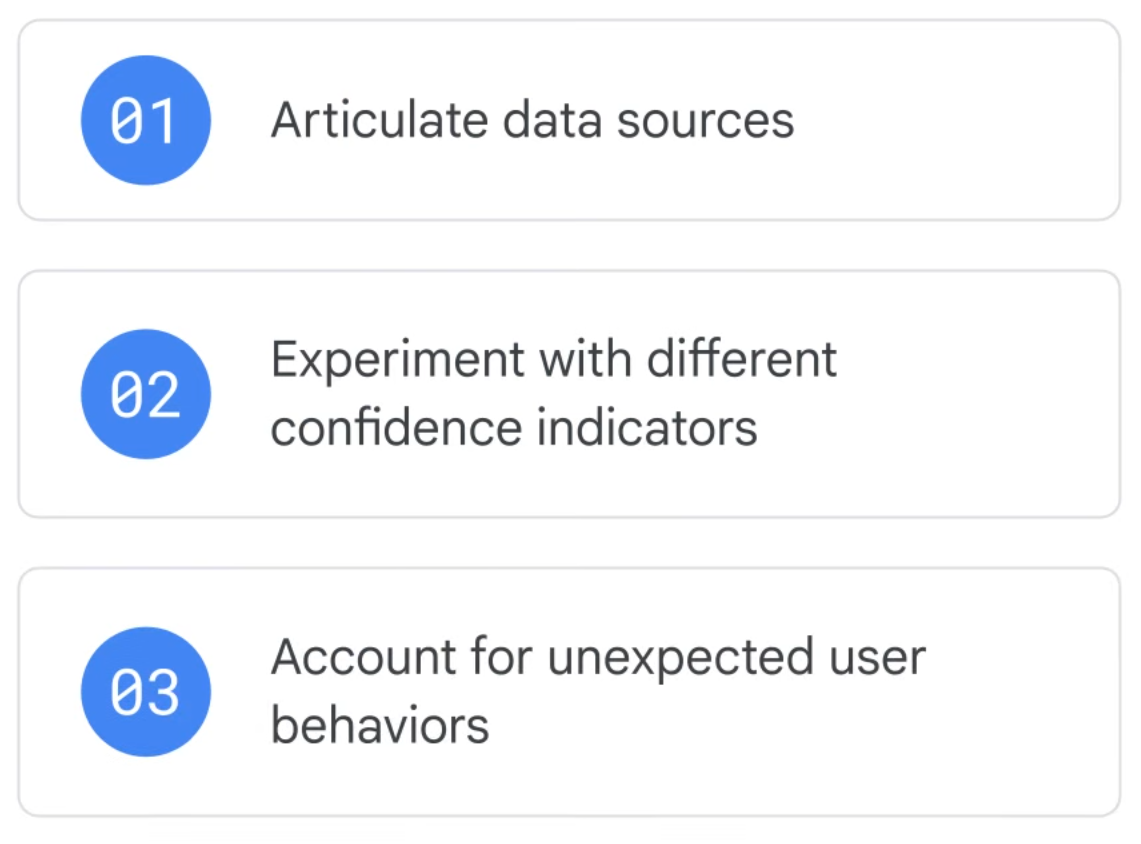 01
Articulate data sources
02
Experiment with different
confidence indicators
03
Account for unexpected user
behaviors